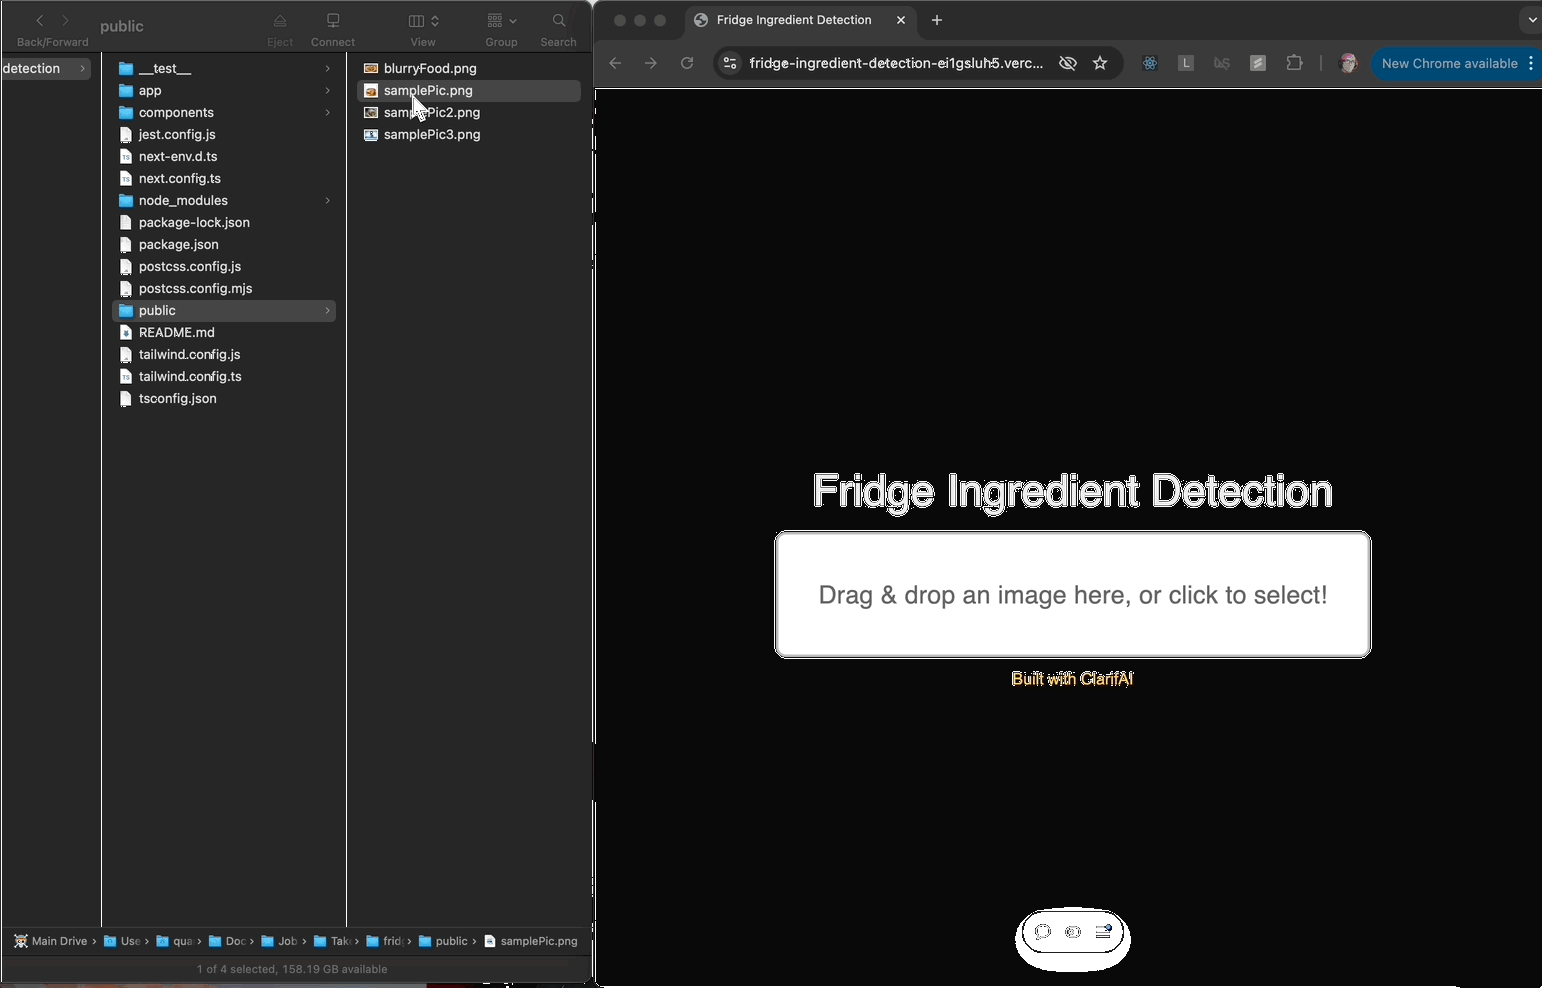 public
Back/Forward
Eject
Connect
View
Group
Search
detection
__test__
app
components
jest.config.js
next-env.d.ts
next.config.ts
node_modules
package-lock.json
package.json
postcss.config.js
postcss.config.mjs
public
README.md
tailwind.config.js
tailwind.config.ts
tsconfig.json
blurryFood.png
samplePic.png
samplePic2.png
samplePic3.png
Main Drive › Use › qua › Doc › Job › Tak › frid › public › samplePic.png
1 of 4 selected, 158.19 GB available
Fridge Ingredient Detection
fridge-ingredient-detection-ei1gsluh5.verc...
L
New Chrome available
Fridge Ingredient Detection
Drag & drop an image here, or click to select!
Built with ClarifAI